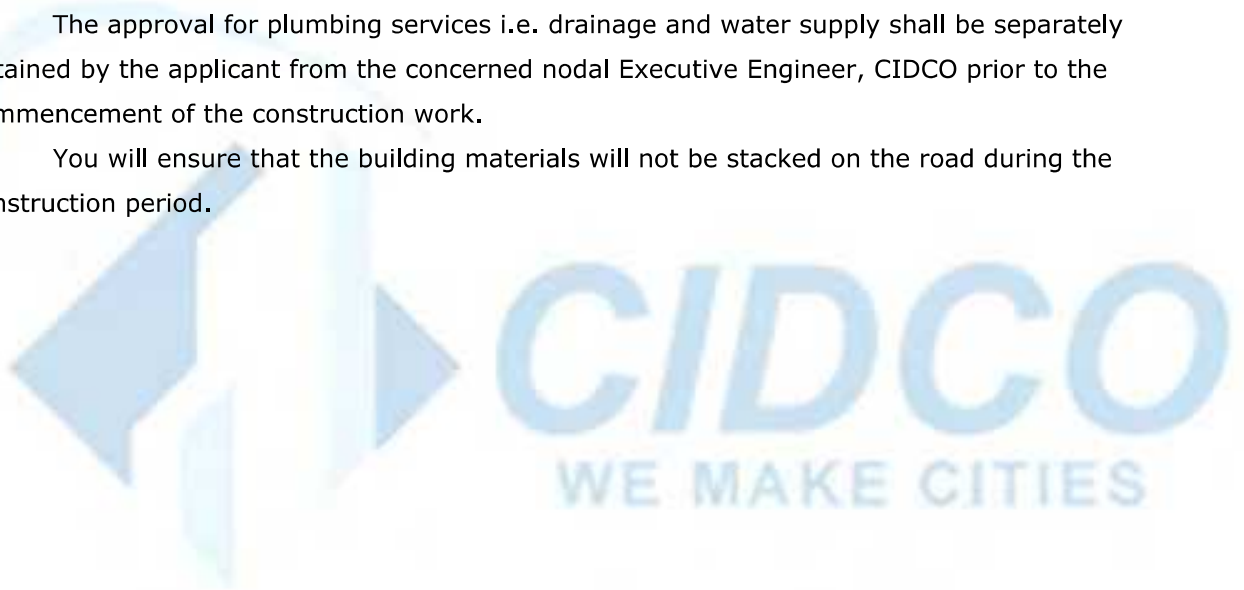 The approval for plumbing services i.e. drainage and water supply shall be separately
tained by the applicant from the concerned nodal Executive Engineer, CIDCO prior to the
mmencement of the construction work.
You will ensure that the building materials will not be stacked on the road during the
nstruction period.
CIDCO
WE MAKE CITIES